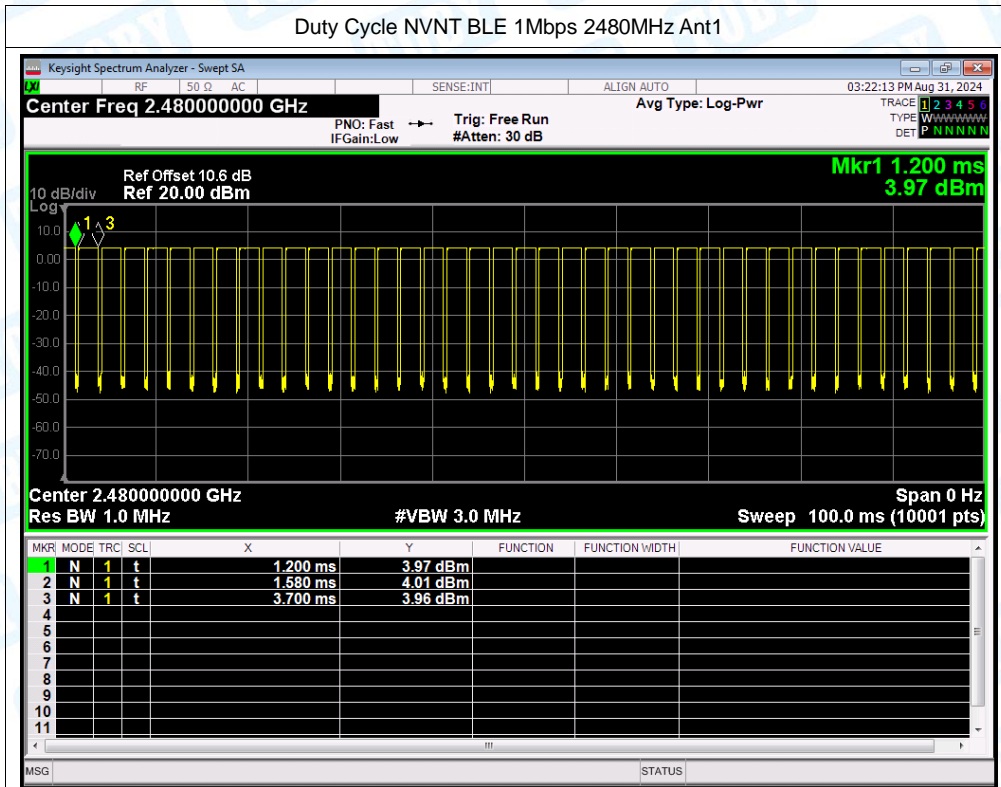 Duty Cycle NVNT BLE 1Mbps 2480MHz Ant1
Keysight Spectrum Analyzer - Swept SA
LXI RF 50 Ω AC SENSE:INT ALIGN AUTO 03:22:13 PM Aug 31, 2024
Center Freq 2.480000000 GHz Avg Type: Log-Pwr TRACE 1 2 3 4 5 6
PNO: Fast Trig: Free Run TYPE WWWWWW
IFGain:Low #Atten: 30 dB DET P N N N N N
Mkr1 1.200 ms
Ref Offset 10.6 dB
10 dB/div Ref 20.00 dBm 3.97 dBm
Log
1 3
10.0
0.00
-10.0
-20.0
-30.0
-40.0
-50.0
-60.0
-70.0
Center 2.480000000 GHz Span 0 Hz
Res BW 1.0 MHz #VBW 3.0 MHz Sweep 100.0 ms (10001 pts)
MKR MODE TRC SCL X Y FUNCTION FUNCTION WIDTH FUNCTION VALUE
1 N 1 t 1.200 ms 3.97 dBm
2 N 1 t 1.580 ms 4.01 dBm
3 N 1 t 3.700 ms 3.96 dBm
4
5
6
7
8
9
10
11
MSG STATUS